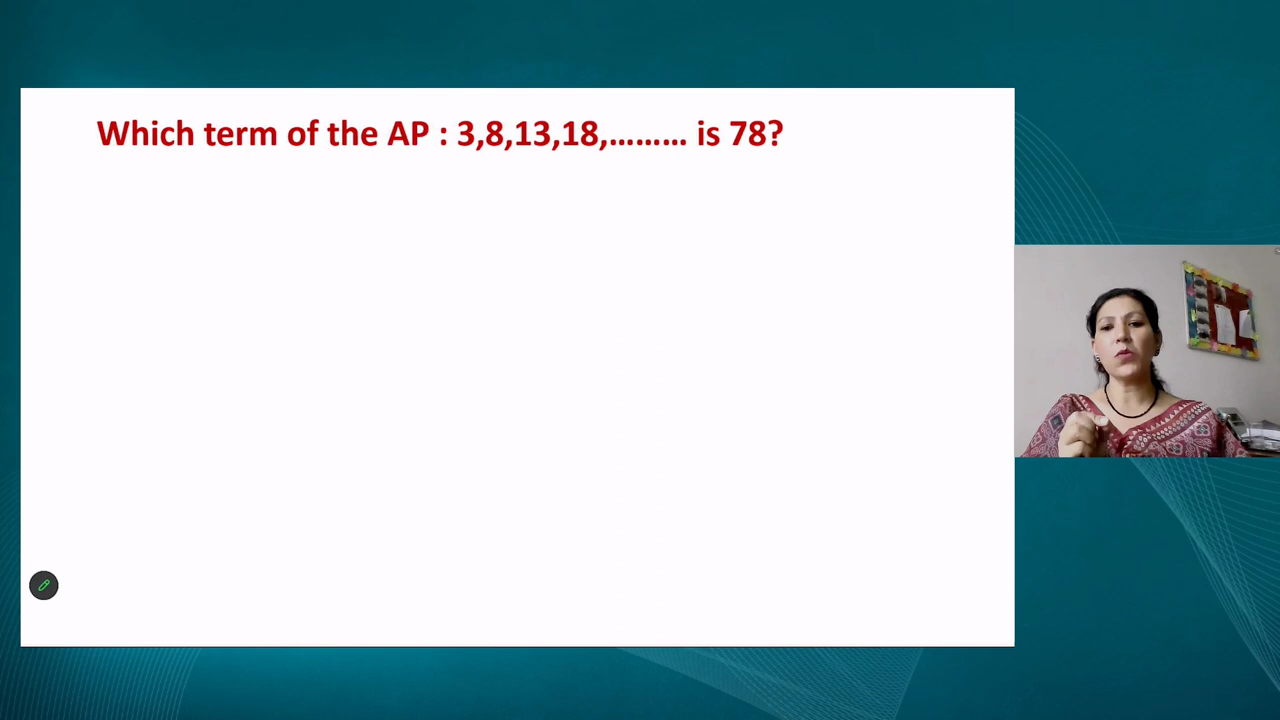 Which term of the AP : 3,8,13,18,……… is 78?